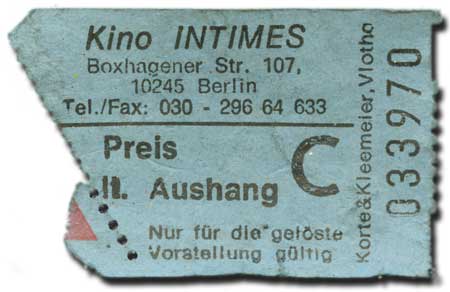 Kino INTIMES
Boxhagener Str. 107,
10245 Berlin
Tel./Fax: 030 - 296 64 633
Preis
lt. Aushang
C
Nur für die gelöste
Vorstellung gültig
Korte&Kleemeier, Vlotho
033970